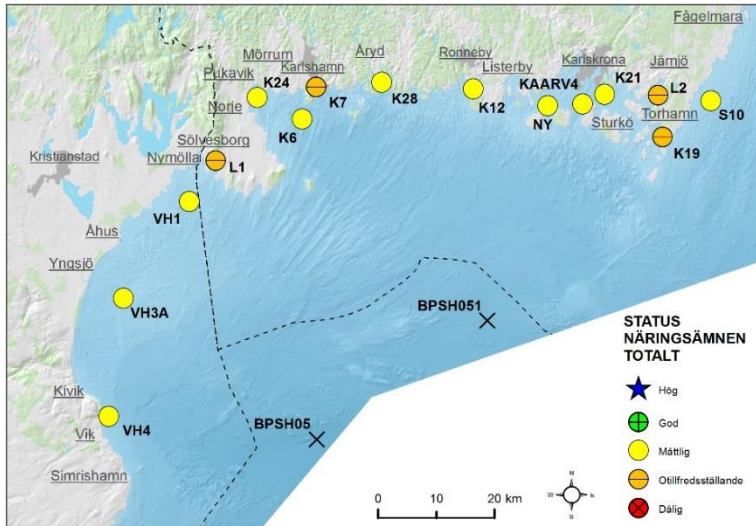 Fågelmara
Mörrum
Åryd
Ronneby
Karlskrona
Jämjö
Karlshamn
Listerby
K21
Pukavik
K24
K7
K28
K12
KAARV4
L2
Norje
K6
NY
Sturkö
Torhamn
S10
Sölvesborg
Kristianstad
Nymölla
L1
K19
VH1
Åhus
Yngsjö
VH3A
BPSH051
Kivik
VH4
Vik
BPSH05
Simrishamn
STATUS
NÄRINGSÄMNEN
TOTALT
Hög
God
Måttlig
Otillfredsställande
Dålig
0 10 20 km
N
W
S